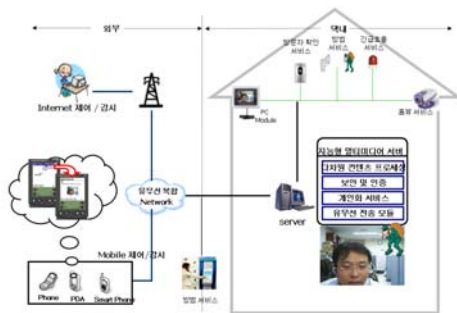 외부
댁내
방문자 확인
서비스
방범
서비스
긴급호출
서비스
Internet 제어 / 감시
PC
Module
홈뷰 서비스
지능형 멀티미디어 서버
다차원 컨텐츠 프로세싱
보안 및 인증
개인화 서비스
유무선 전송 모듈
유무선 복합
Network
server
Mobile 제어/감시
Phone
PDA
Smart Phone
방범 서비스